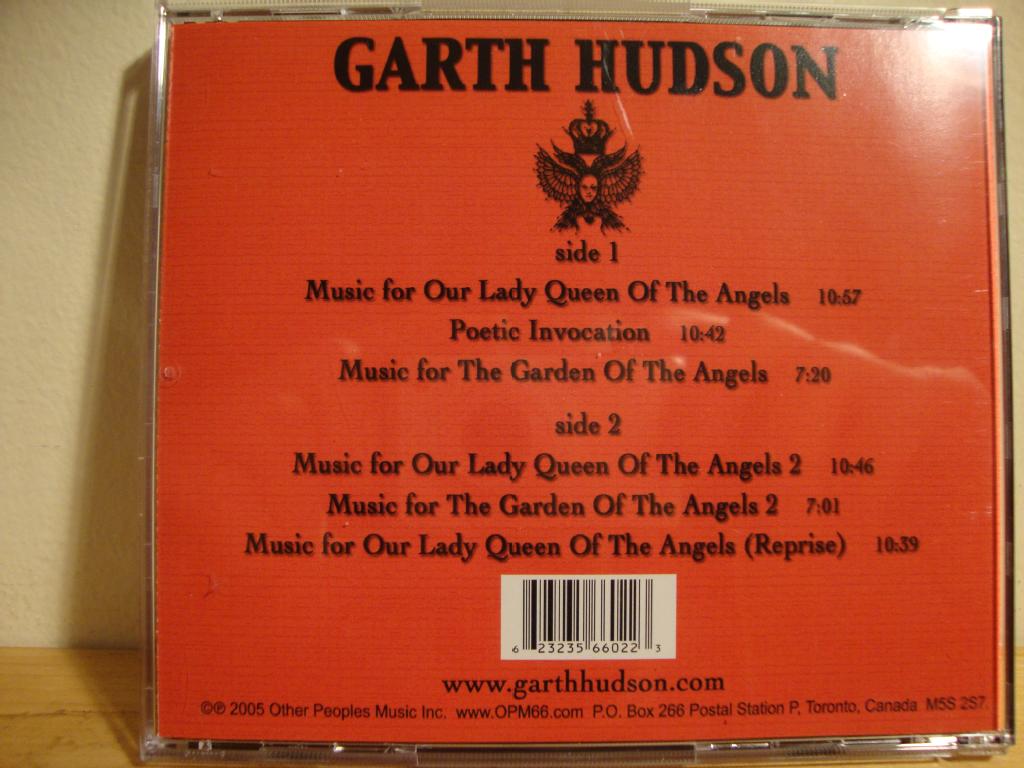 GARTH HUDSON
side 1
Music for Our Lady Queen Of The Angels 10:57
Poetic Invocation 10:42
Music for The Garden Of The Angels 7:20
side 2
Music for Our Lady Queen Of The Angels 2 10:46
Music for The Garden Of The Angels 2 7:01
Music for Our Lady Queen Of The Angels (Reprise) 10:39
6 23235 66022 3
www.garthhudson.com
©℗ 2005 Other Peoples Music Inc. www.OPM66.com P.O. Box 266 Postal Station P, Toronto, Canada M5S 2S7.